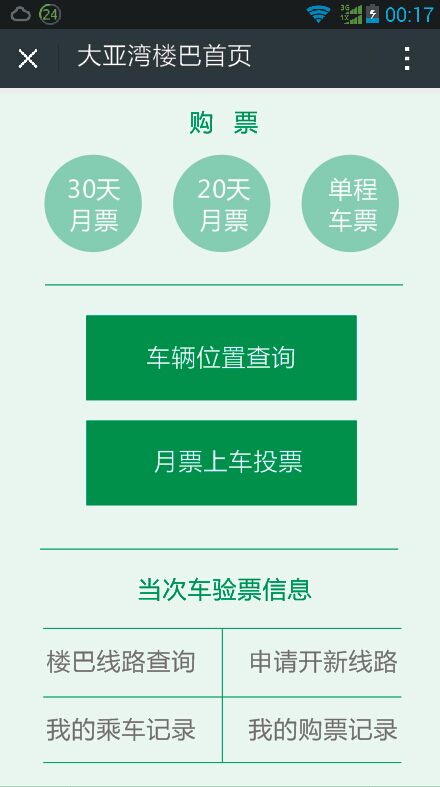 24
3G
1X
00:17
大亚湾楼巴首页
购 票
30天
月票
20天
月票
单程
车票
车辆位置查询
月票上车投票
当次车验票信息
楼巴线路查询
申请开新线路
我的乘车记录
我的购票记录